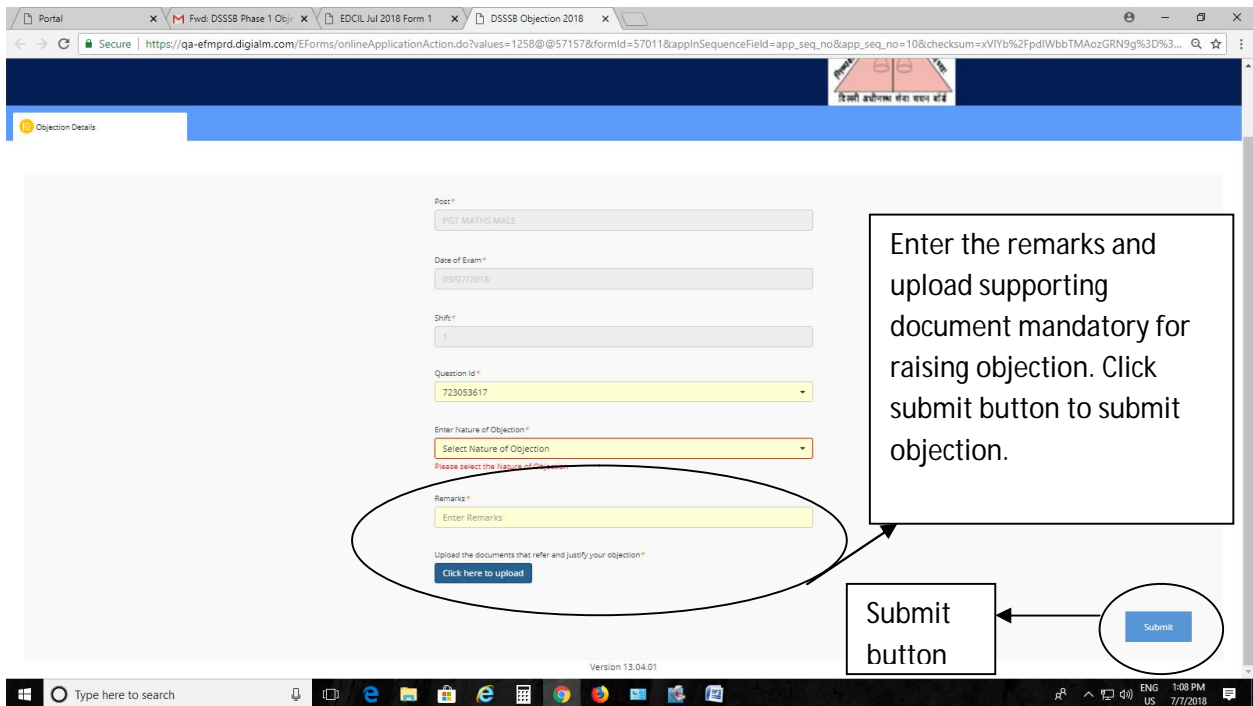 Portal
Fwd: DSSSB Phase 1 Obj
EDCIL Jul 2018 Form 1
DSSSB Objection 2018
Secure
https://qa-efmprd.digialm.com/EForms/onlineApplicationAction.do?values=1258@@57157&formId=57011&appInSequenceField=app_seq_no&app_seq_no=10&checksum=xVIYb%2FpdIWbbTMAozGRN9g%3D%3...
दिल्ली अधीनस्थ सेवा चयन बोर्ड
Objection Details
Post*
PGT MATHS MALE
Date of Exam*
03/07/2018
Shift*
1
Question Id*
723053617
Enter Nature of Objection*
Select Nature of Objection
Please select the Nature of Objection
Remarks*
Enter Remarks
Upload the documents that refer and justify your objection*
Click here to upload
Enter the remarks and
upload supporting
document mandatory for
raising objection. Click
submit button to submit
objection.
Submit
button
Submit
Version 13.04.01
Type here to search
ENG
US
1:08 PM
7/7/2018